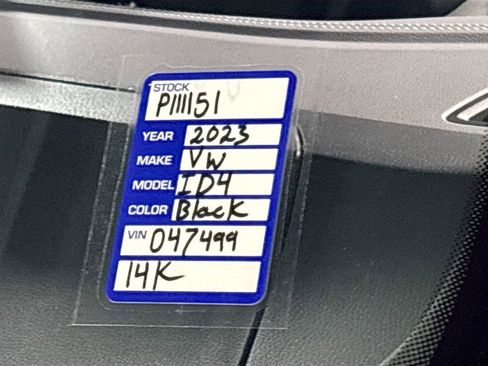 STOCK
P111151
YEAR 2023
MAKE VW
MODEL ID4
COLOR Black
VIN 047499
14K